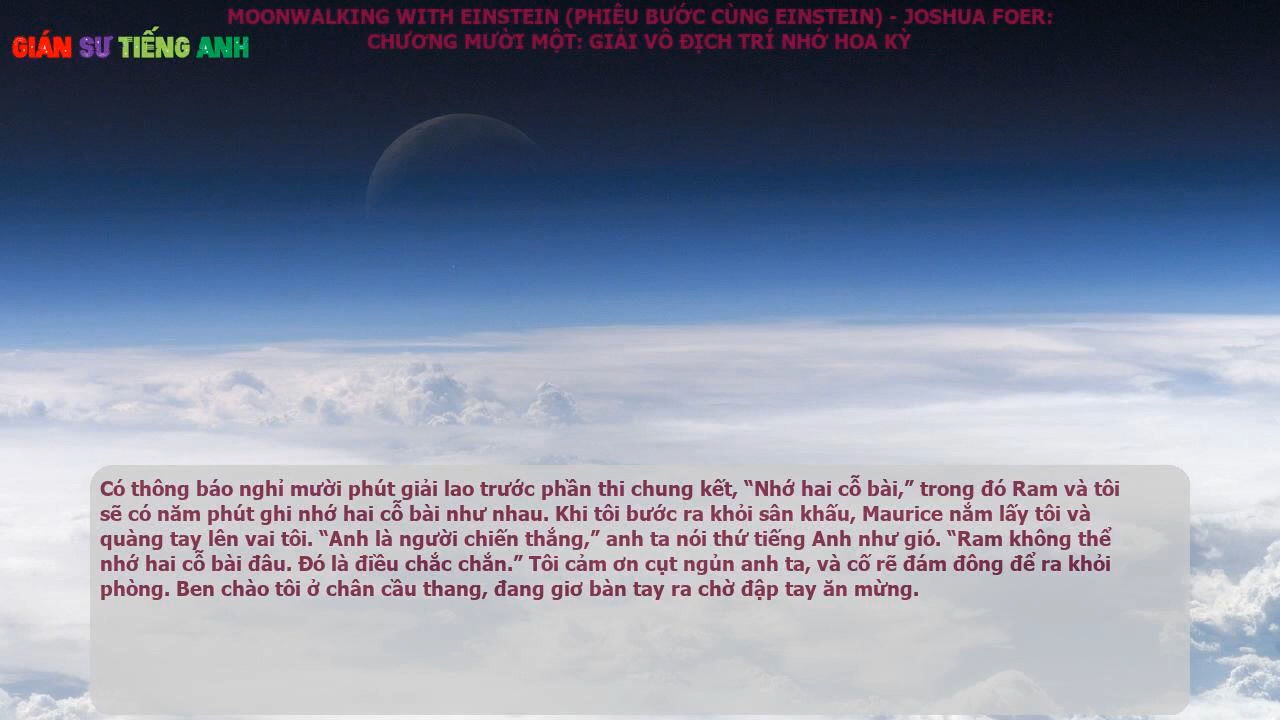 MOONWALKING WITH EINSTEIN (PHIÊU BƯỚC CÙNG EINSTEIN) - JOSHUA FOER:
CHƯƠNG MƯỜI MỘT: GIẢI VÔ ĐỊCH TRÍ NHỚ HOA KỲ
GIÁN SƯ TIẾNG ANH
Có thông báo nghỉ mười phút giải lao trước phần thi chung kết, “Nhớ hai cỗ bài,” trong đó Ram và tôi
sẽ có năm phút ghi nhớ hai cỗ bài như nhau. Khi tôi bước ra khỏi sân khấu, Maurice nắm lấy tôi và
quàng tay lên vai tôi. “Anh là người chiến thắng,” anh ta nói thứ tiếng Anh như gió. “Ram không thể
nhớ hai cỗ bài đâu. Đó là điều chắc chắn.” Tôi cảm ơn cụt ngủn anh ta, và cố rẽ đám đông để ra khỏi
phòng. Ben chào tôi ở chân cầu thang, đang giơ bàn tay ra chờ đập tay ăn mừng.